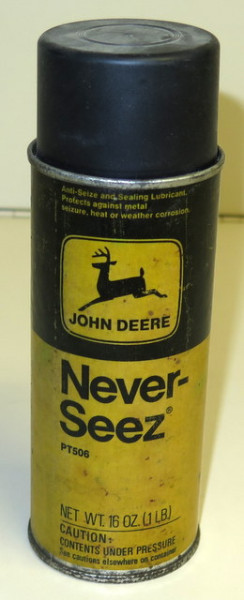 Anti-Seize and Sealing Lubricant.
Protects against metal
seizure, heat or weather corrosion.
JOHN DEERE
Never-
Seez®
PT506
NET WT. 16 OZ. (1 LB.)
CAUTION:
CONTENTS UNDER PRESSURE
See cautions elsewhere on container